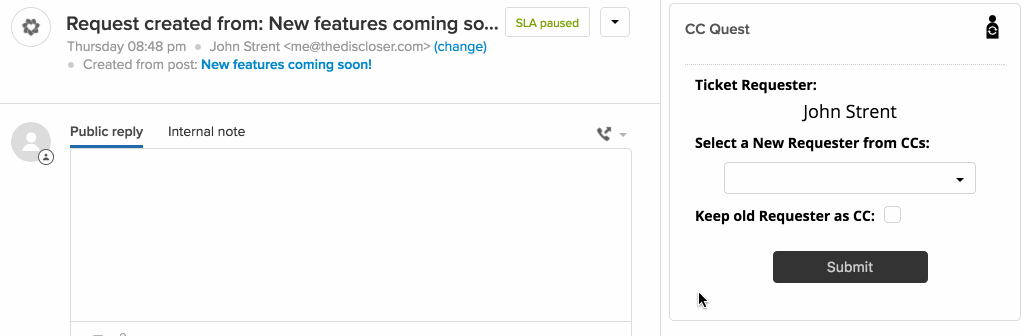 Request created from: New features coming so...
SLA paused
Thursday 08:48 pm • John Strent <me@thediscloser.com> (change)
• Created from post: New features coming soon!
Public reply Internal note
CC Quest
Ticket Requester:
John Strent
Select a New Requester from CCs:
Keep old Requester as CC:
Submit